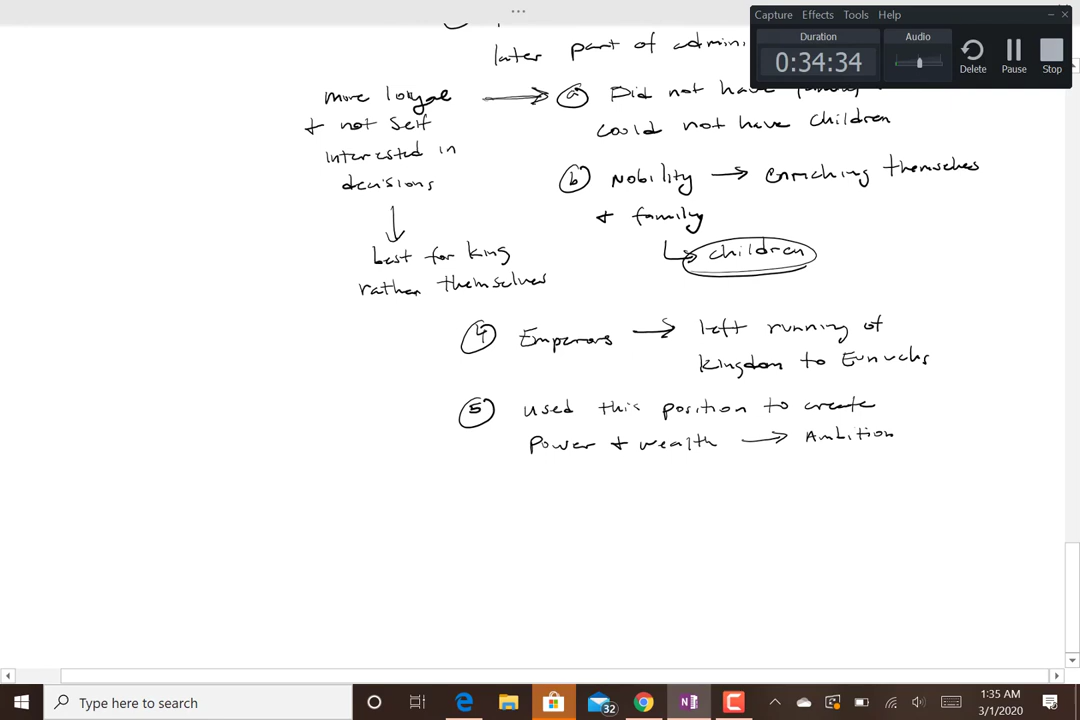 Capture Effects Tools Help
Duration
Audio
0:34:34
Delete Pause Stop
later part of admini
more loyal
+ not self
interested in
decisions
best for king
rather themselves
a Did not have family
could not have children
b Nobility → enriching themselves
+ family
children
4 Emperors → left running of
kingdom to Eunuchs
5 used this position to create
power + wealth → Ambition
Type here to search
32
1:35 AM
3/1/2020